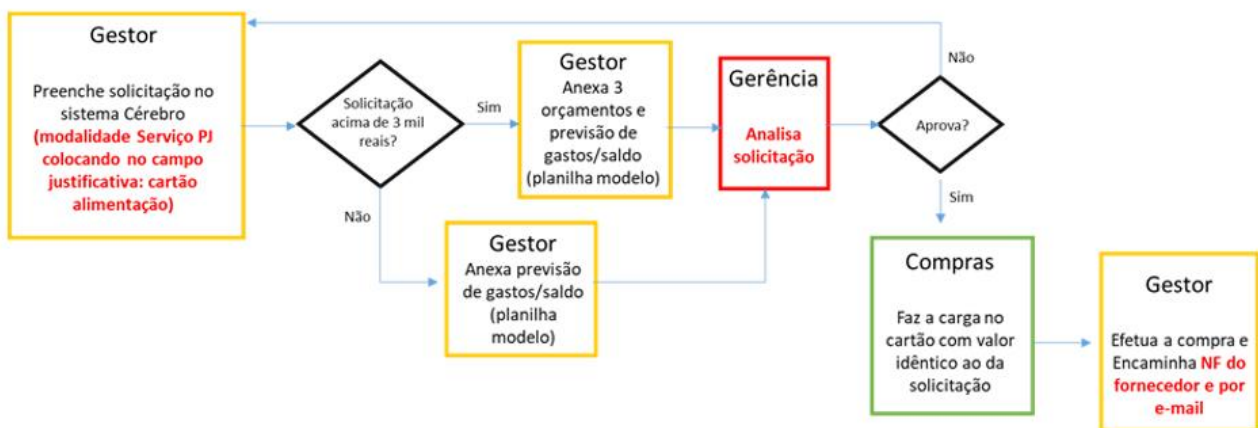 Gestor
Preenche solicitação no
sistema Cérebro
(modalidade Serviço PJ
colocando no campo
justificativa: cartão
alimentação)
Solicitação
acima de 3 mil
reais?
Sim
Não
Gestor
Anexa 3
orçamentos e
previsão de
gastos/saldo
(planilha modelo)
Gestor
Anexa previsão
de gastos/saldo
(planilha
modelo)
Gerência
Analisa
solicitação
Aprova?
Não
Sim
Compras
Faz a carga no
cartão com valor
idêntico ao da
solicitação
Gestor
Efetua a compra e
Encaminha NF do
fornecedor e por
e-mail